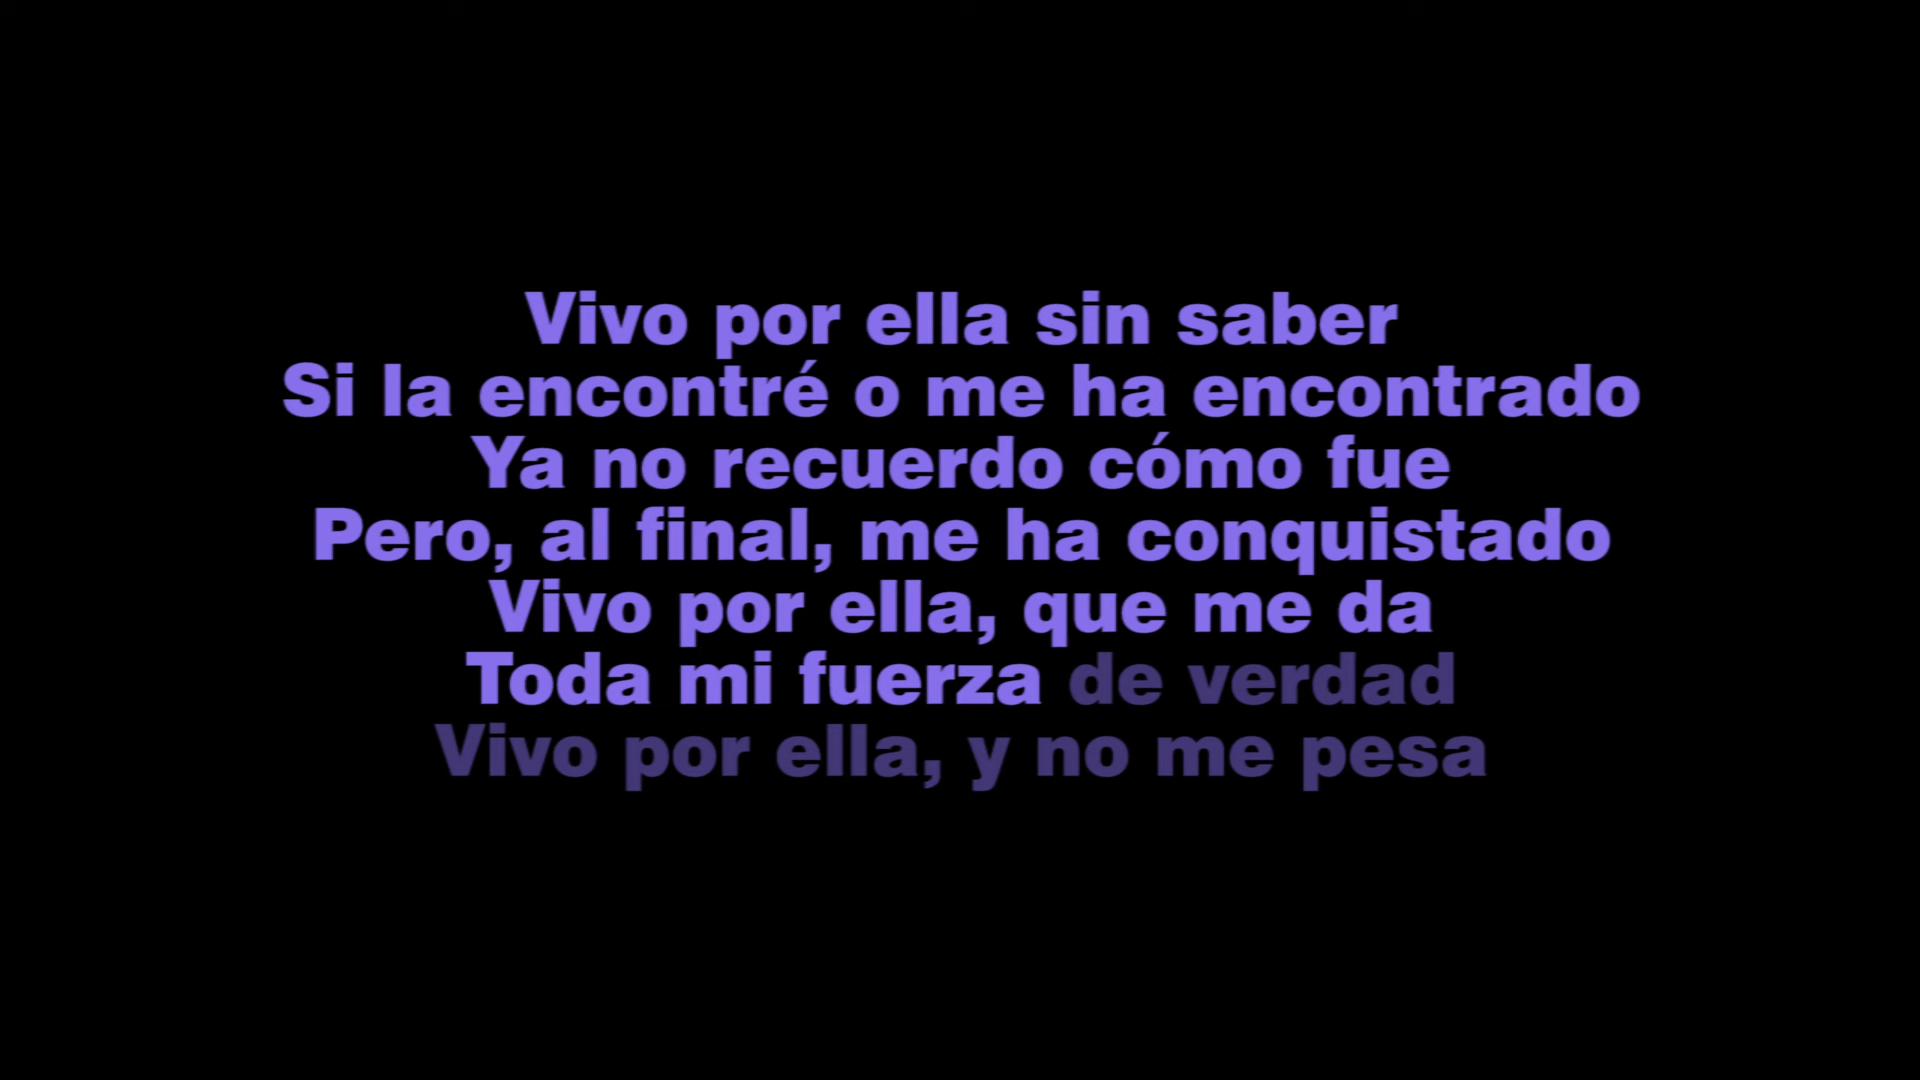 Vivo por ella sin saber
Si la encontré o me ha encontrado
Ya no recuerdo cómo fue
Pero, al final, me ha conquistado
Vivo por ella, que me da
Toda mi fuerza de verdad
Vivo por ella, y no me pesa